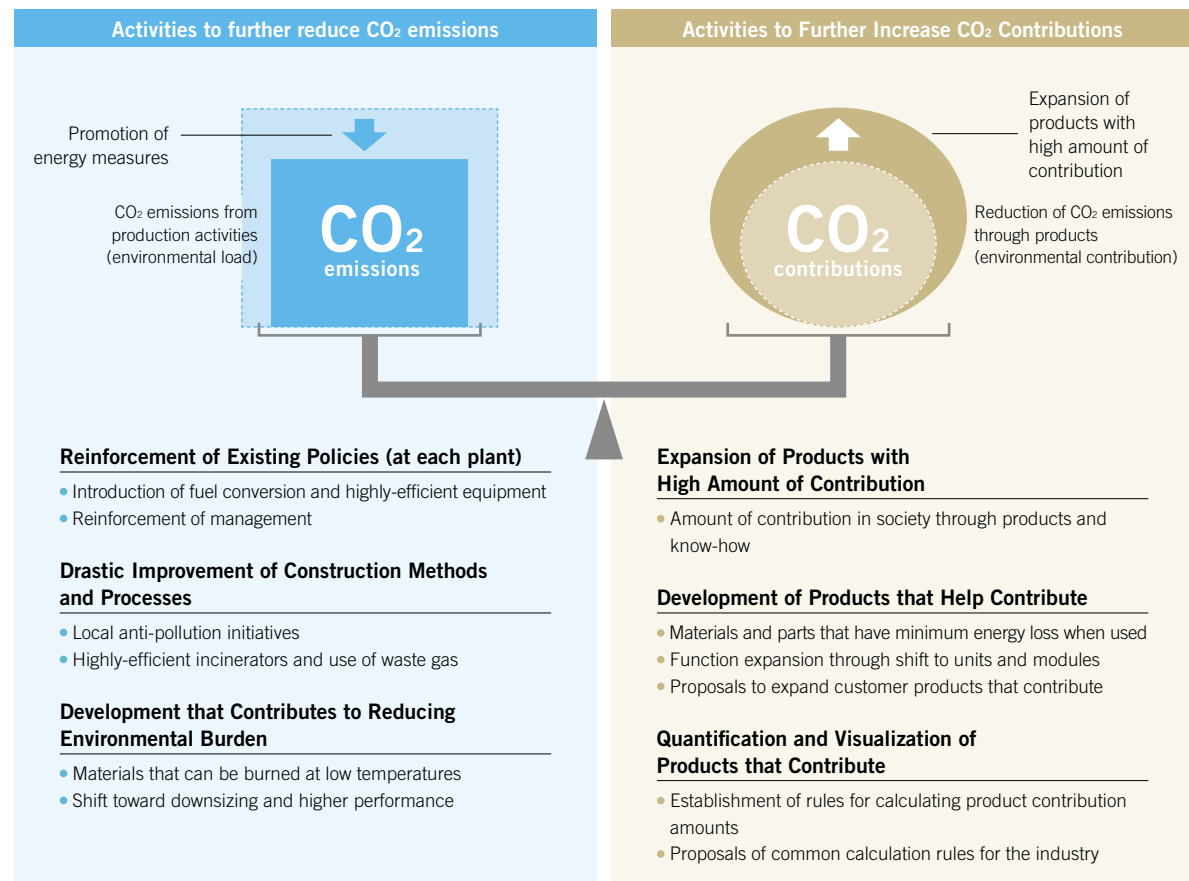 Activities to further reduce CO₂ emissions
Promotion of
energy measures
CO₂ emissions from
production activities
(environmental load)
CO₂
emissions
Reinforcement of Existing Policies (at each plant)
• Introduction of fuel conversion and highly-efficient equipment
• Reinforcement of management
Drastic Improvement of Construction Methods
and Processes
• Local anti-pollution initiatives
• Highly-efficient incinerators and use of waste gas
Development that Contributes to Reducing
Environmental Burden
• Materials that can be burned at low temperatures
• Shift toward downsizing and higher performance
Activities to Further Increase CO₂ Contributions
Expansion of
products with
high amount of
contribution
CO₂
contributions
Reduction of CO₂ emissions
through products
(environmental contribution)
Expansion of Products with
High Amount of Contribution
• Amount of contribution in society through products and
know-how
Development of Products that Help Contribute
• Materials and parts that have minimum energy loss when used
• Function expansion through shift to units and modules
• Proposals to expand customer products that contribute
Quantification and Visualization of
Products that Contribute
• Establishment of rules for calculating product contribution
amounts
• Proposals of common calculation rules for the industry